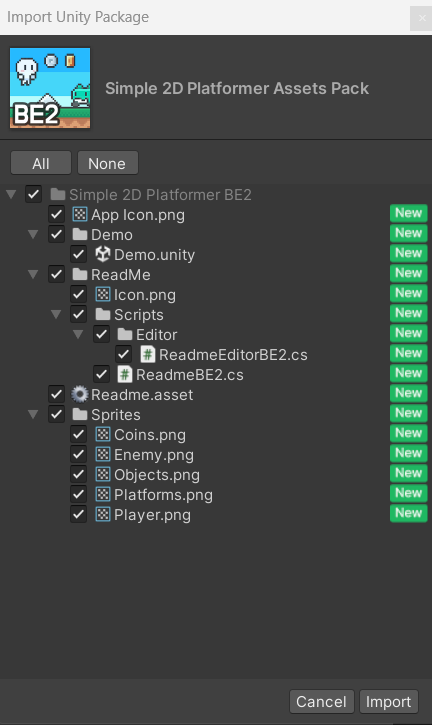 Import Unity Package
×
BE2
Simple 2D Platformer Assets Pack
All
None
Simple 2D Platformer BE2
App Icon.png
New
Demo
New
Demo.unity
New
ReadMe
New
Icon.png
New
Scripts
New
Editor
New
ReadmeEditorBE2.cs
New
ReadmeBE2.cs
New
Readme.asset
New
Sprites
New
Coins.png
New
Enemy.png
New
Objects.png
New
Platforms.png
New
Player.png
New
Cancel
Import